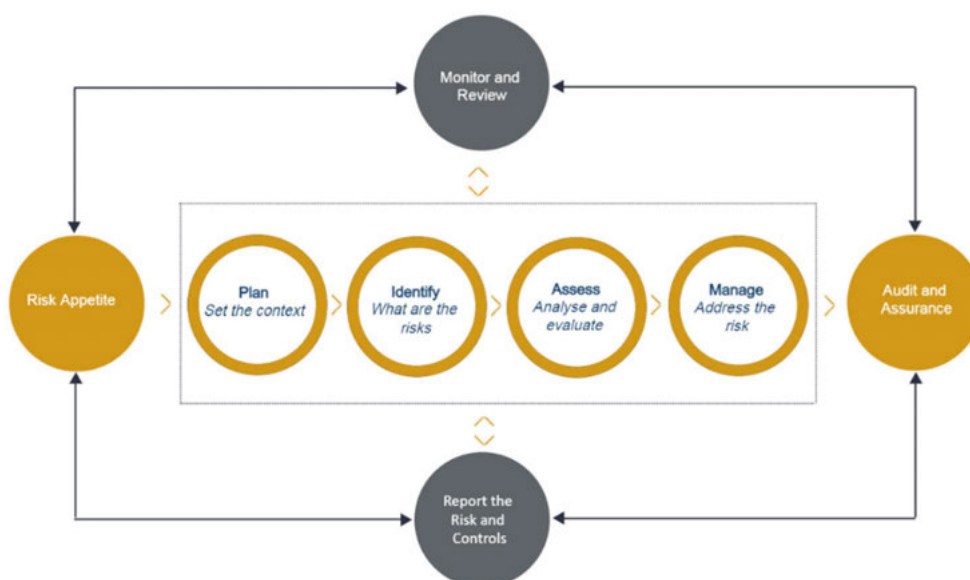 Monitor and
Review
Risk Appetite
Plan
Set the context
Identify
What are the
risks
Assess
Analyse and
evaluate
Manage
Address the
risk
Audit and
Assurance
Report the
Risk and
Controls